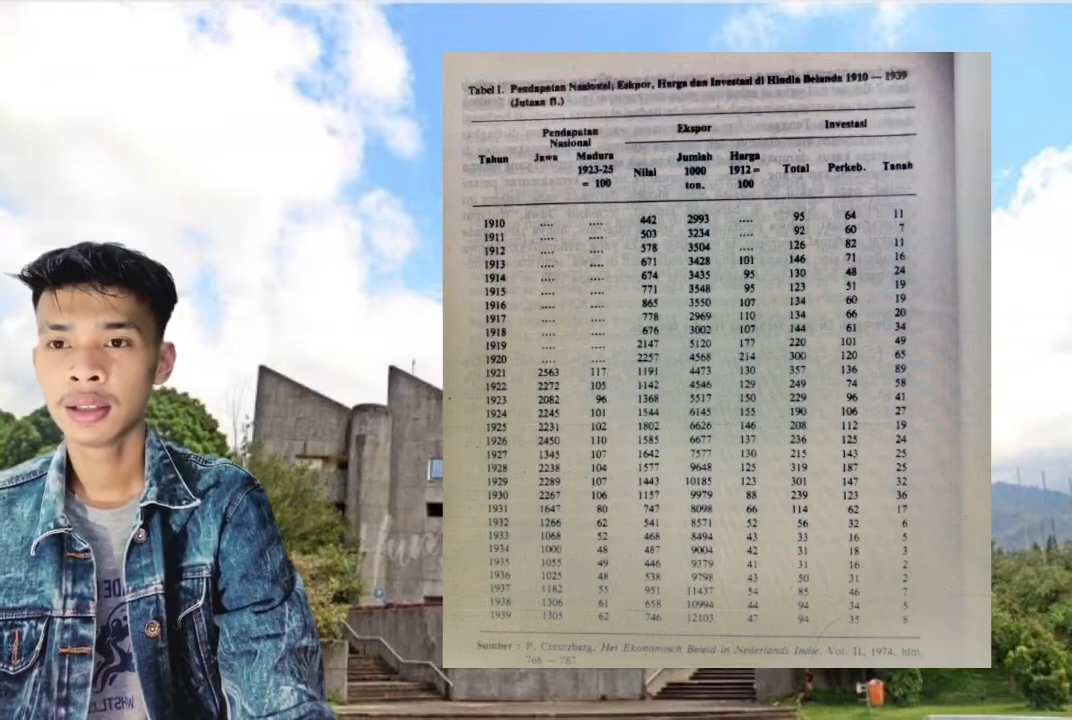 Tabel I. Pendapatan Nasional; Eskpor, Harga dan Investasi di Hindia Belanda 1910 — 1939
(Jutaan fl.)
Pendapatan Nasional Ekspor Investasi
Tahun Jawa Madura 1923-25 = 100 Nilai Jumlah 1000 ton. Harga 1912 = 100 Total Perkeb. Tanah
1910 .... .... 442 2993 .... 95 64 11
1911 .... .... 503 3234 .... 92 60 7
1912 .... .... 578 3504 .... 126 82 11
1913 .... .... 671 3428 101 146 71 16
1914 .... .... 674 3435 95 130 48 24
1915 .... .... 771 3548 95 123 51 19
1916 .... .... 865 3550 107 134 60 19
1917 .... .... 778 2969 110 134 66 20
1918 .... .... 676 3002 107 144 61 34
1919 .... .... 2147 5120 177 220 101 49
1920 .... .... 2257 4568 214 300 120 65
1921 2563 117 1191 4473 130 357 136 89
1922 2272 105 1142 4546 129 249 74 58
1923 2082 96 1368 5517 150 229 96 41
1924 2245 101 1544 6145 155 190 106 27
1925 2231 102 1802 6626 146 208 112 19
1926 2450 110 1585 6677 137 236 125 24
1927 1345 107 1642 7577 130 215 143 25
1928 2238 104 1577 9648 125 319 187 25
1929 2289 107 1443 10185 123 301 147 32
1930 2267 106 1157 9979 88 239 123 36
1931 1647 80 747 8098 66 114 62 17
1932 1266 62 541 8571 52 56 32 6
1933 1068 52 468 8494 43 33 16 5
1934 1000 48 487 9004 42 31 18 3
1935 1055 49 446 9379 41 31 16 2
1936 1025 48 538 9798 43 50 31 2
1937 1182 55 951 11437 54 85 46 7
1938 1306 61 658 10994 44 94 34 5
1939 1305 62 746 12103 47 94 35 8
Sumber : P. Creutzberg, Het Ekonomisch Beleid in Nederlands Indie, Vol. II, 1974, hlm
766 — 787